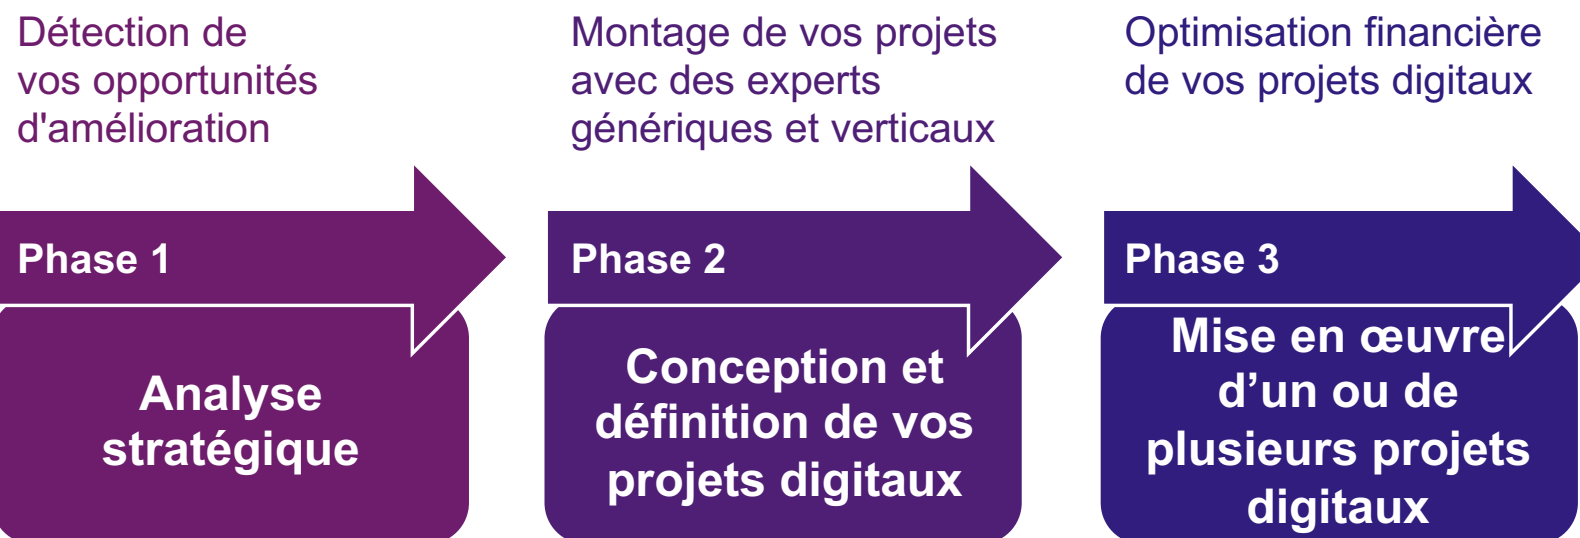 Détection de
vos opportunités
d'amélioration
Phase 1
Analyse
stratégique
Montage de vos projets
avec des experts
génériques et verticaux
Phase 2
Conception et
définition de vos
projets digitaux
Optimisation financière
de vos projets digitaux
Phase 3
Mise en œuvre
d’un ou de
plusieurs projets
digitaux